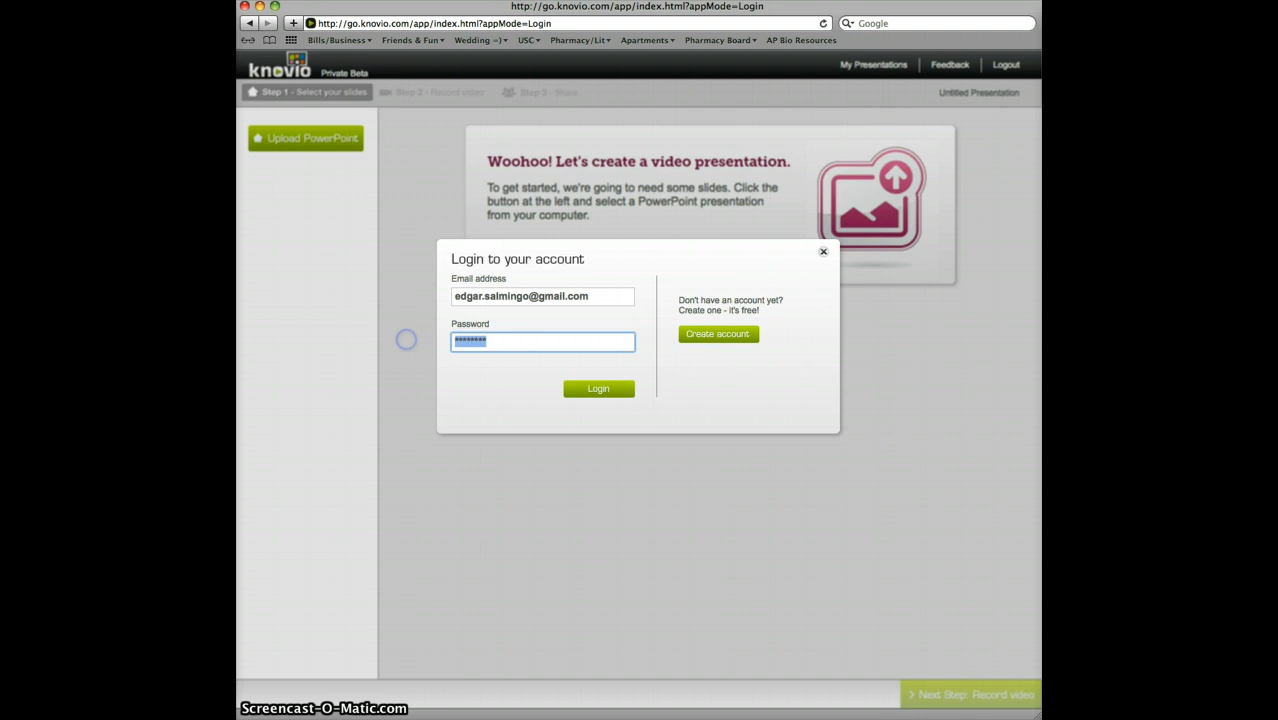 http://go.knovio.com/app/index.html?appMode=Login
http://go.knovio.com/app/index.html?appMode=Login
Google
Bills/Business Friends & Fun Wedding =) USC Pharmacy/Lit Apartments Pharmacy Board AP Bio Resources
knovio Private Beta
My Presentations Feedback Logout
Step 1 - Select your slides Step 2 - Record video Step 3 - Share Untitled Presentation
Upload PowerPoint
Woohoo! Let's create a video presentation.
To get started, we're going to need some slides. Click the
button at the left and select a PowerPoint presentation
from your computer.
Login to your account
Email address
edgar.salmingo@gmail.com
Password
********
Login
Don't have an account yet?
Create one - it's free!
Create account
> Next Step: Record video
Screencast-O-Matic.com